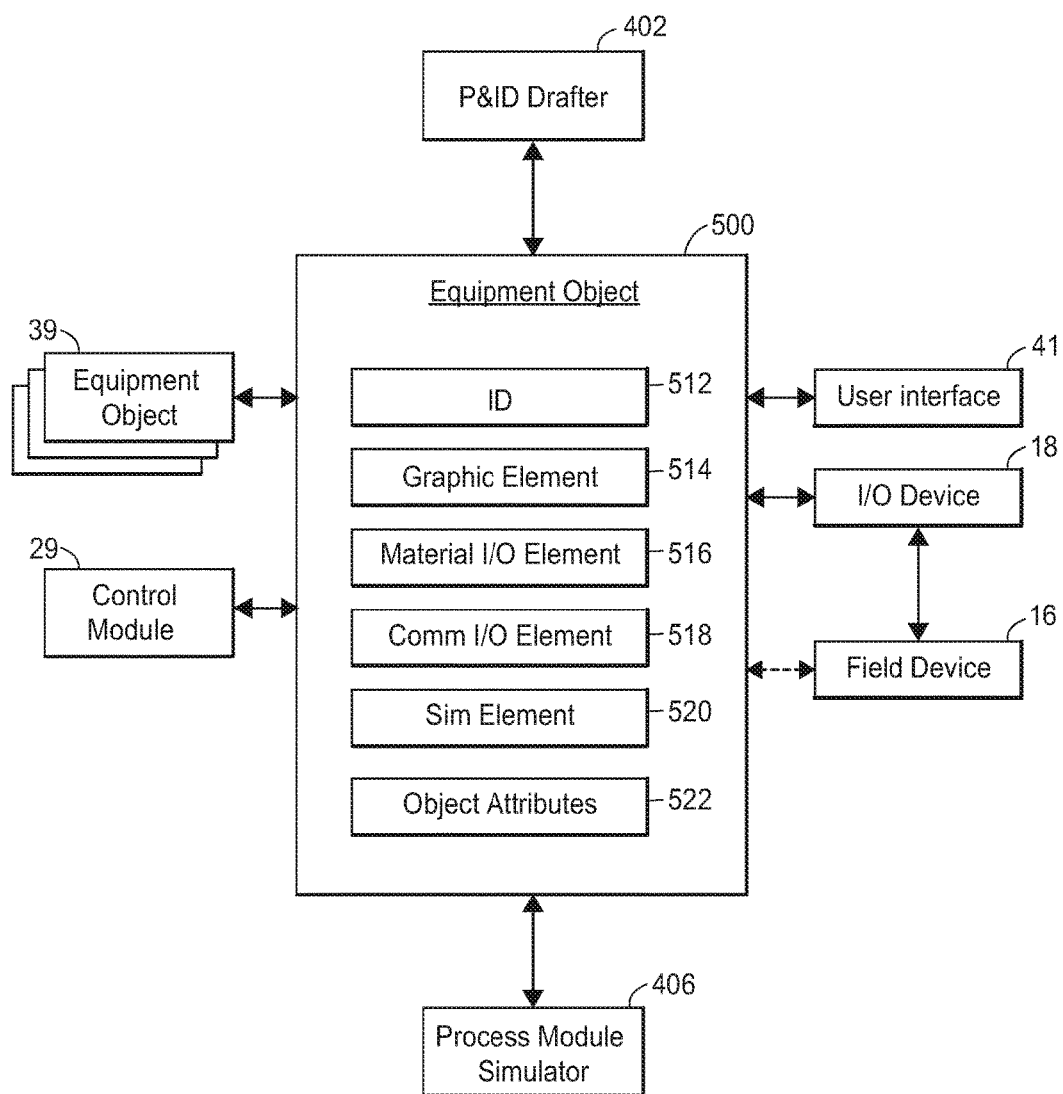 402
P&ID Drafter
500
Equipment Object
39
Equipment
Object
ID
512
41
User interface
Graphic Element
514
18
I/O Device
Material I/O Element
516
29
Control
Module
Comm I/O Element
518
16
Field Device
Sim Element
520
Object Attributes
522
406
Process Module
Simulator